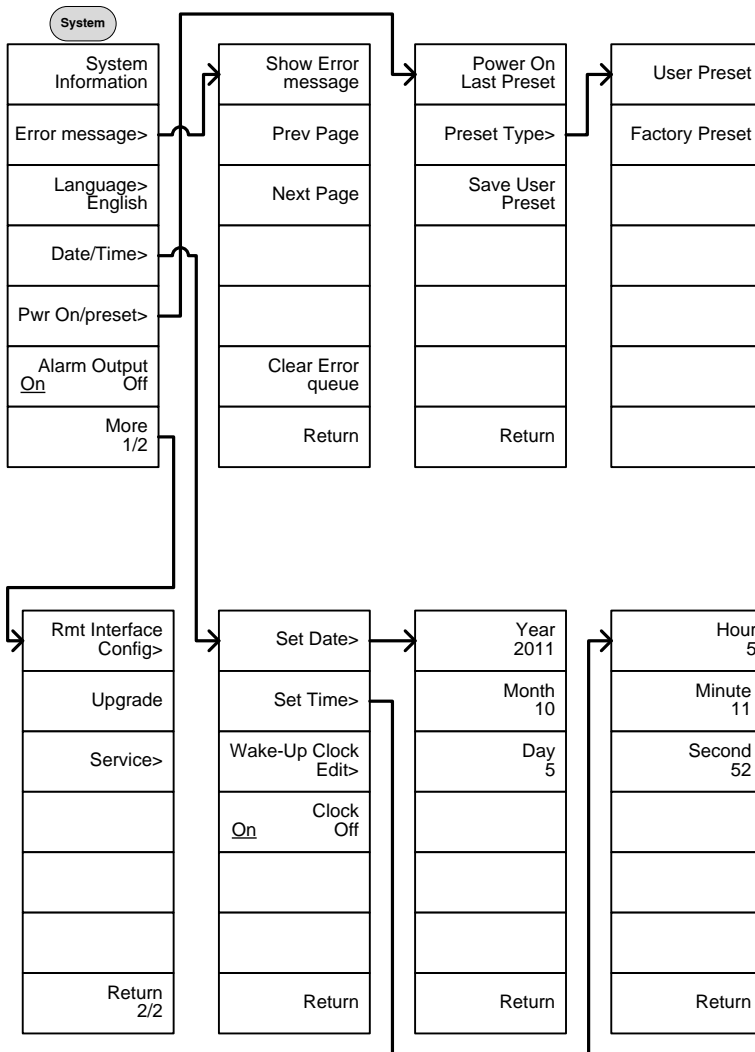 System
System
Information
Error message>
Language>
English
Date/Time>
Pwr On/preset>
Alarm Output
On Off
More
1/2
Show Error
message
Prev Page
Next Page
Clear Error
queue
Return
Power On
Last Preset
Preset Type>
Save User
Preset
Return
User Preset
Factory Preset
Rmt Interface
Config>
Upgrade
Service>
Return
2/2
Set Date>
Set Time>
Wake-Up Clock
Edit>
Clock
On Off
Return
Year
2011
Month
10
Day
5
Return
Hour
5
Minute
11
Second
52
Return